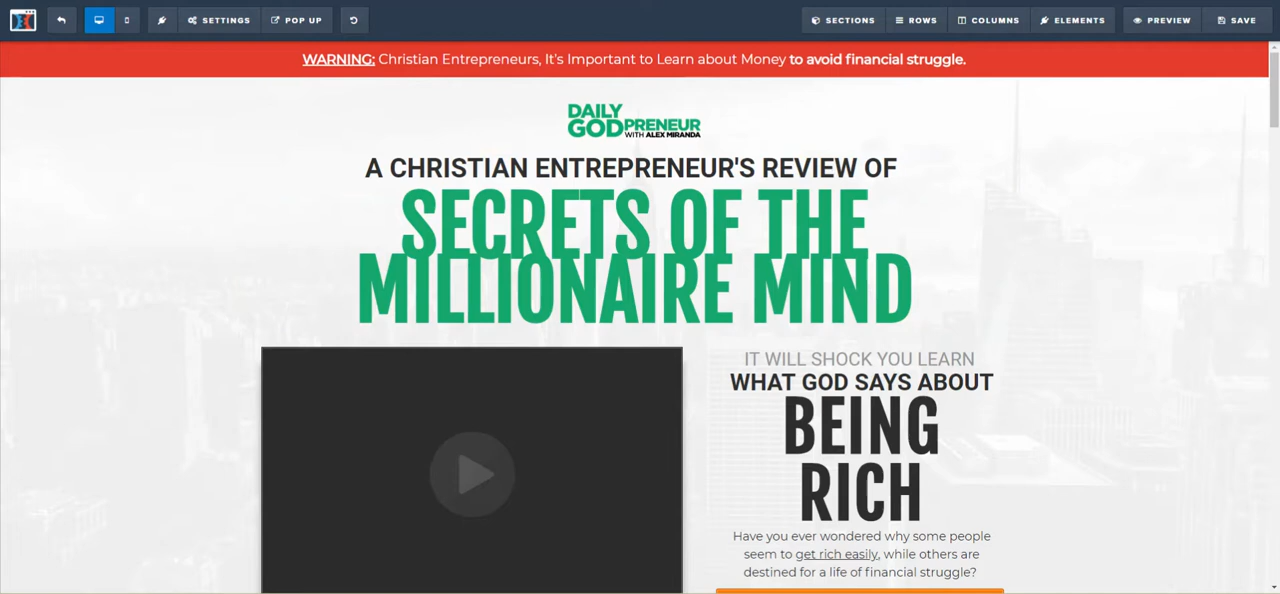 SETTINGS POP UP SECTIONS ROWS COLUMNS ELEMENTS PREVIEW SAVE
WARNING: Christian Entrepreneurs, It's Important to Learn about Money to avoid financial struggle.
DAILY
GODPRENEUR
WITH ALEX MIRANDA
A CHRISTIAN ENTREPRENEUR'S REVIEW OF
SECRETS OF THE
MILLIONAIRE MIND
IT WILL SHOCK YOU LEARN
WHAT GOD SAYS ABOUT
BEING
RICH
Have you ever wondered why some people
seem to get rich easily, while others are
destined for a life of financial struggle?